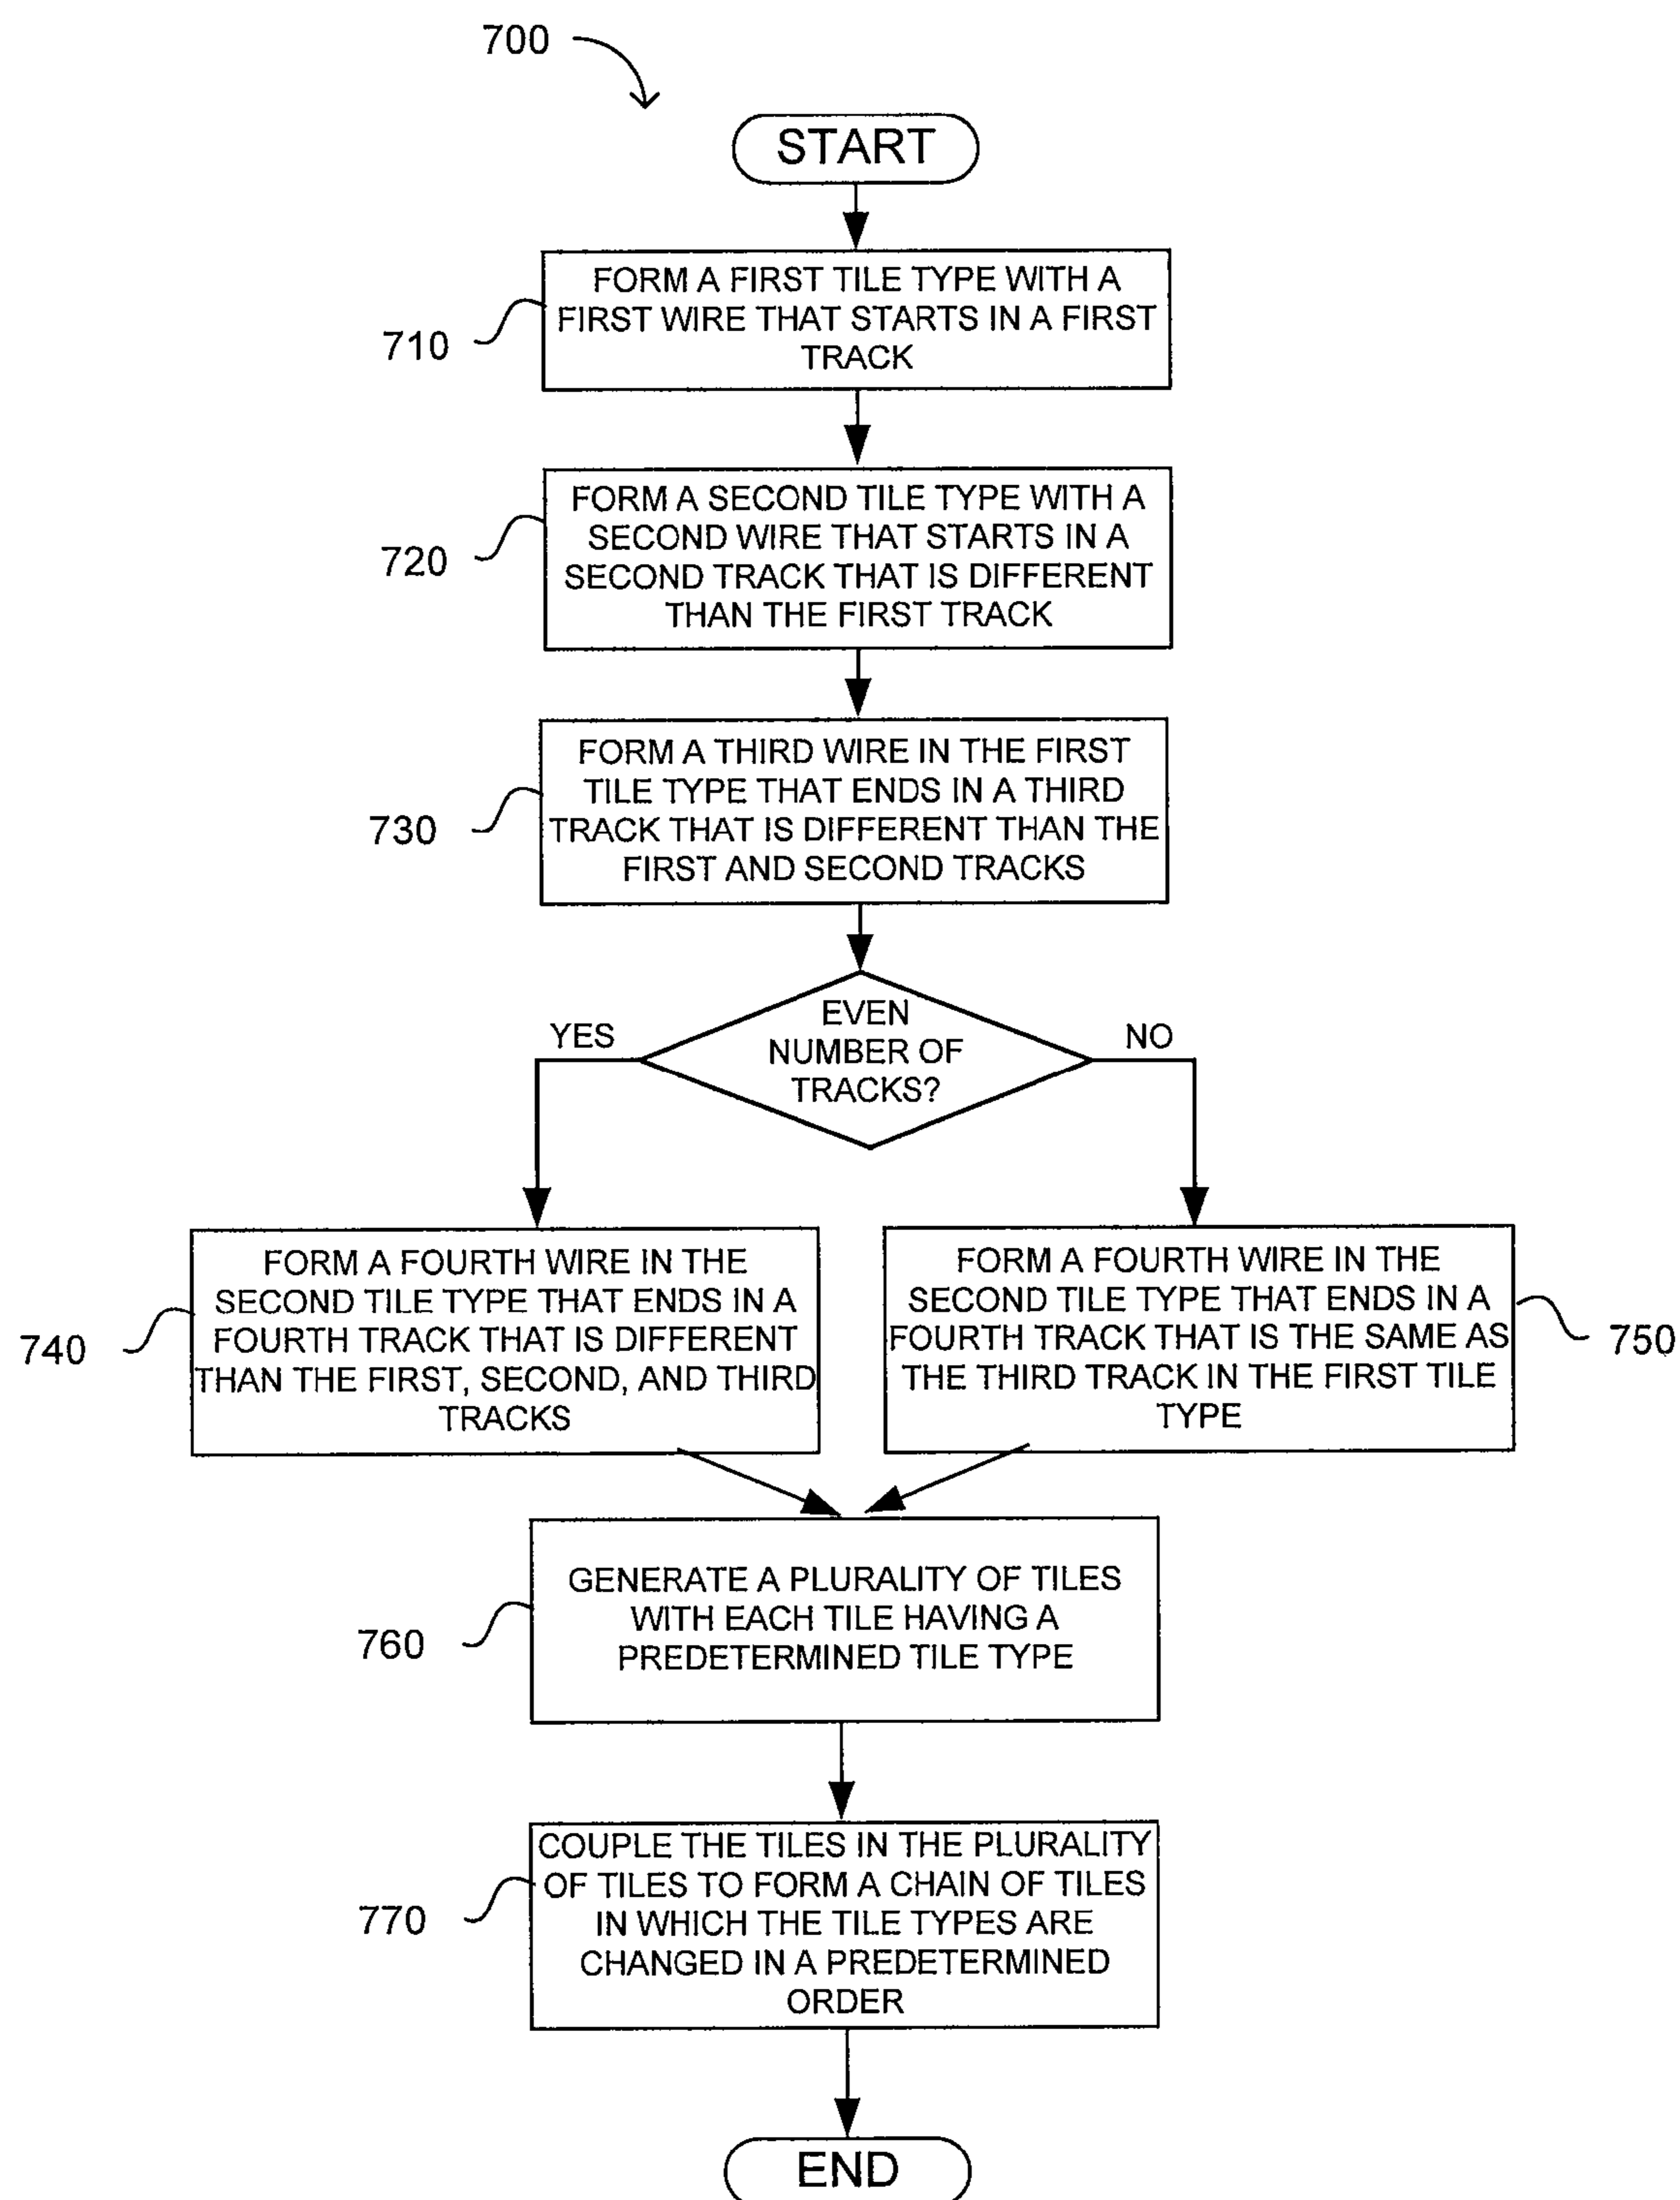 700
START
FORM A FIRST TILE TYPE WITH A
FIRST WIRE THAT STARTS IN A FIRST
TRACK
710
FORM A SECOND TILE TYPE WITH A
SECOND WIRE THAT STARTS IN A
SECOND TRACK THAT IS DIFFERENT
THAN THE FIRST TRACK
720
FORM A THIRD WIRE IN THE FIRST
TILE TYPE THAT ENDS IN A THIRD
TRACK THAT IS DIFFERENT THAN THE
FIRST AND SECOND TRACKS
730
EVEN
NUMBER OF
TRACKS?
YES
NO
FORM A FOURTH WIRE IN THE
SECOND TILE TYPE THAT ENDS IN A
FOURTH TRACK THAT IS DIFFERENT
THAN THE FIRST, SECOND, AND THIRD
TRACKS
740
FORM A FOURTH WIRE IN THE
SECOND TILE TYPE THAT ENDS IN A
FOURTH TRACK THAT IS THE SAME AS
THE THIRD TRACK IN THE FIRST TILE
TYPE
750
GENERATE A PLURALITY OF TILES
WITH EACH TILE HAVING A
PREDETERMINED TILE TYPE
760
COUPLE THE TILES IN THE PLURALITY
OF TILES TO FORM A CHAIN OF TILES
IN WHICH THE TILE TYPES ARE
CHANGED IN A PREDETERMINED
ORDER
770
END